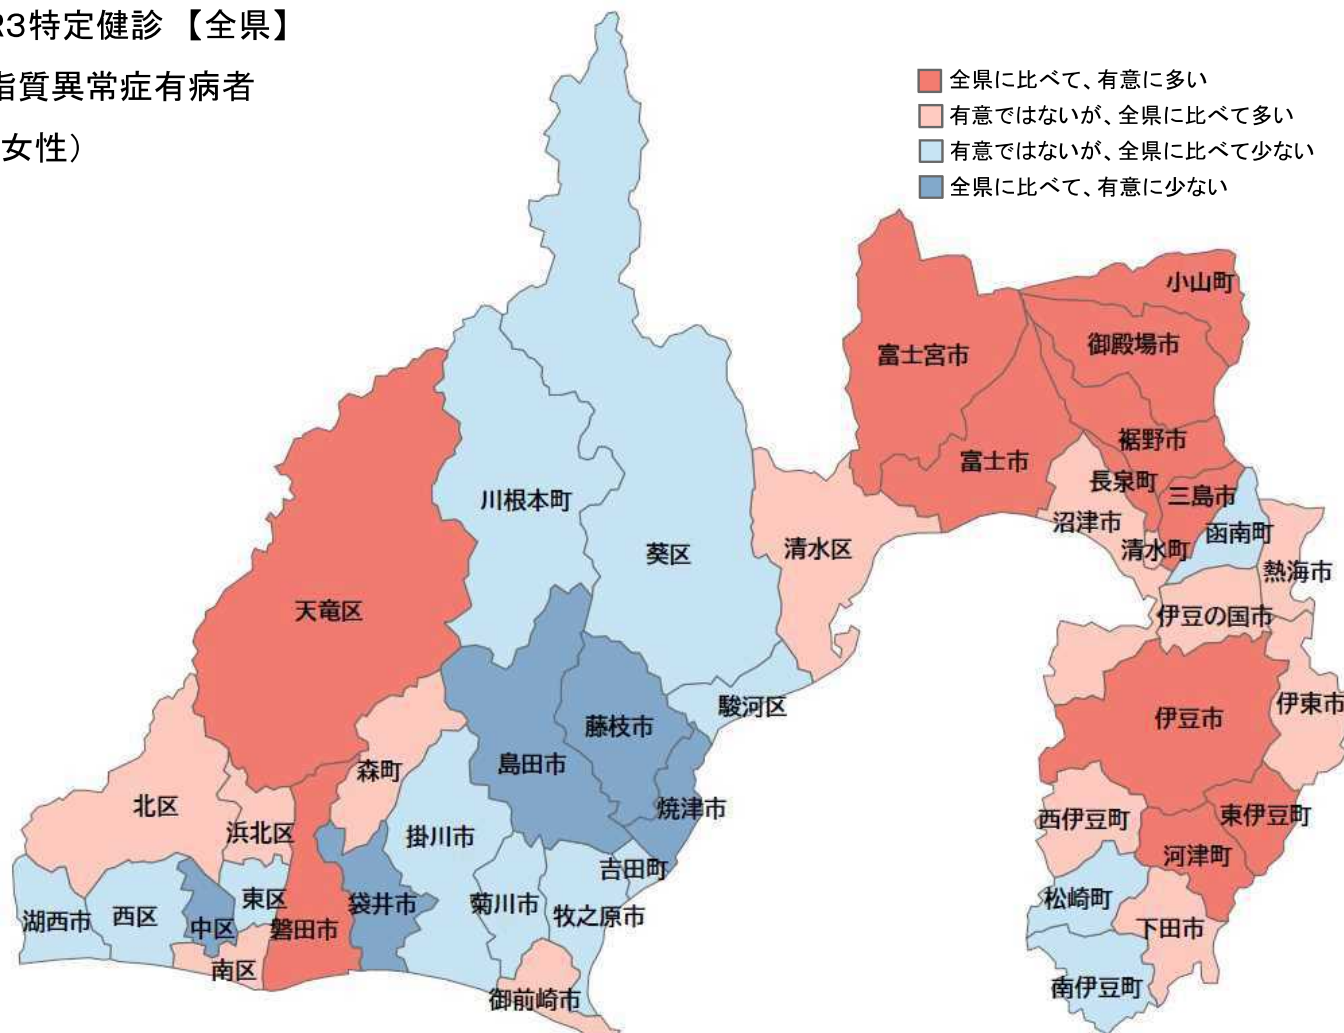 R3特定健診 【全県】
脂質異常症有病者
女性）
全県に比べて、有意に多い
有意ではないが、全県に比べて多い
有意ではないが、全県に比べて少ない
全県に比べて、有意に少ない
小山町
御殿場市
富士宮市
裾野市
富士市
長泉町
三島市
沼津市
函南町
清水町
熱海市
伊豆の国市
川根本町
葵区
清水区
天竜区
駿河区
伊豆市
伊東市
藤枝市
島田市
森町
焼津市
北区
浜北区
掛川市
西伊豆町
東伊豆町
河津町
吉田町
湖西市
西区
中区
東区
磐田市
袋井市
菊川市
牧之原市
松崎町
下田市
南区
御前崎市
南伊豆町